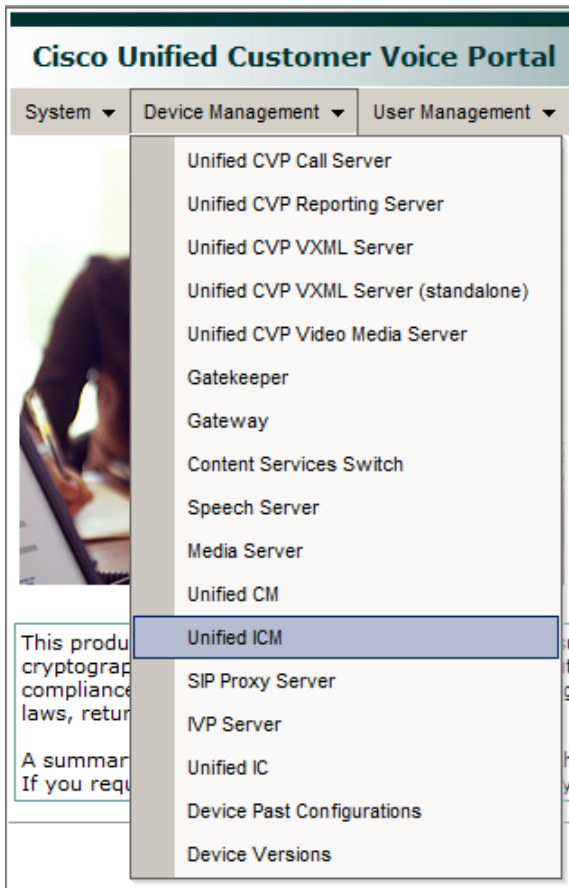 Cisco Unified Customer Voice Portal
System Device Management User Management
Unified CVP Call Server
Unified CVP Reporting Server
Unified CVP VXML Server
Unified CVP VXML Server (standalone)
Unified CVP Video Media Server
Gatekeeper
Gateway
Content Services Switch
Speech Server
Media Server
Unified CM
Unified ICM
SIP Proxy Server
IVP Server
Unified IC
Device Past Configurations
Device Versions
This produ
cryptograp
compliance
laws, retur
A summar
If you requ